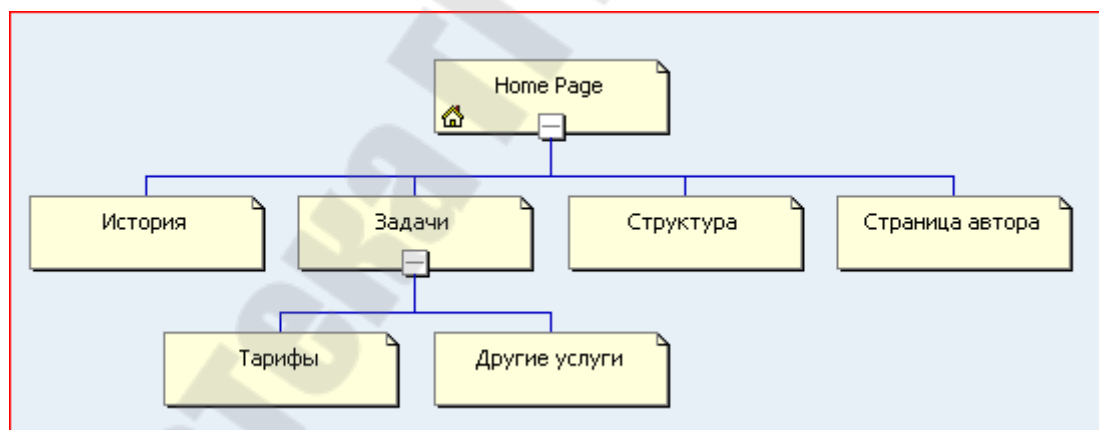 Home Page
История
Задачи
Структура
Страница автора
Тарифы
Другие услуги